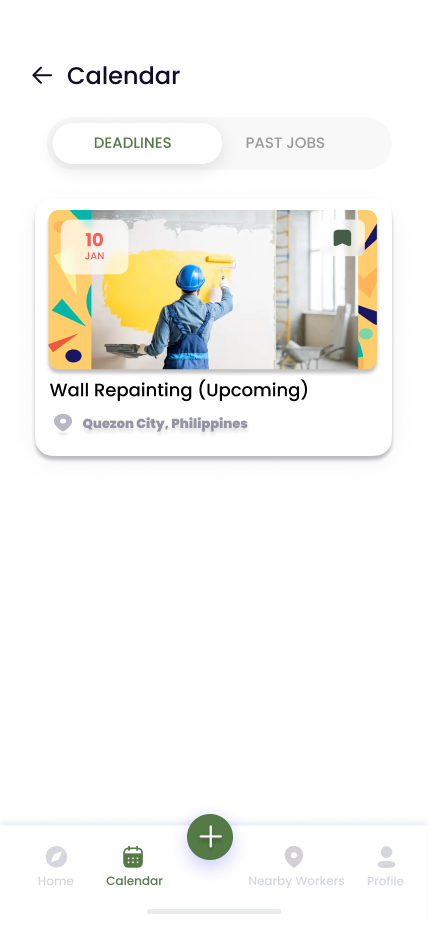 Calendar
DEADLINES
PAST JOBS
10
JAN
Wall Repainting (Upcoming)
Quezon City, Philippines
Home
Calendar
Nearby Workers
Profile